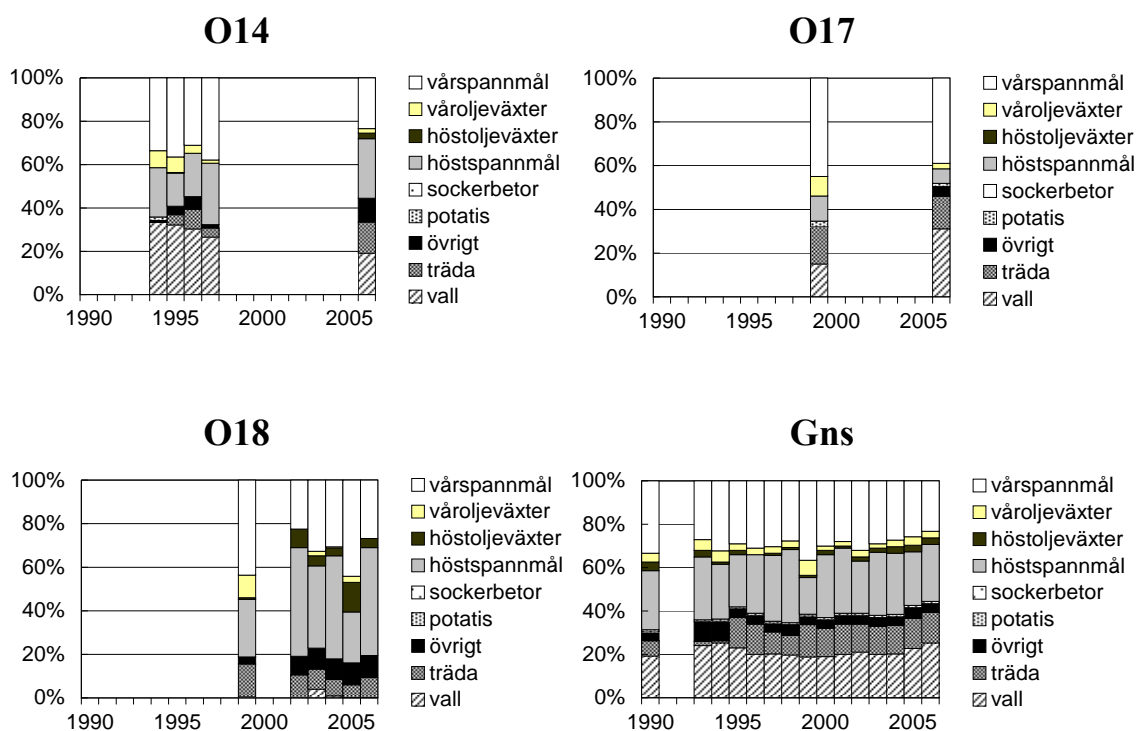 O14
100%
80%
60%
40%
20%
0%
1990 1995 2000 2005
vårspannmål
våroljeväxter
höstoljeväxter
höstspannmål
sockerbetor
potatis
övrigt
träda
vall
O17
100%
80%
60%
40%
20%
0%
1990 1995 2000 2005
vårspannmål
våroljeväxter
höstoljeväxter
höstspannmål
sockerbetor
potatis
övrigt
träda
vall
O18
100%
80%
60%
40%
20%
0%
1990 1995 2000 2005
vårspannmål
våroljeväxter
höstoljeväxter
höstspannmål
sockerbetor
potatis
övrigt
träda
vall
Gns
100%
80%
60%
40%
20%
0%
1990 1995 2000 2005
vårspannmål
våroljeväxter
höstoljeväxter
höstspannmål
sockerbetor
potatis
övrigt
träda
vall